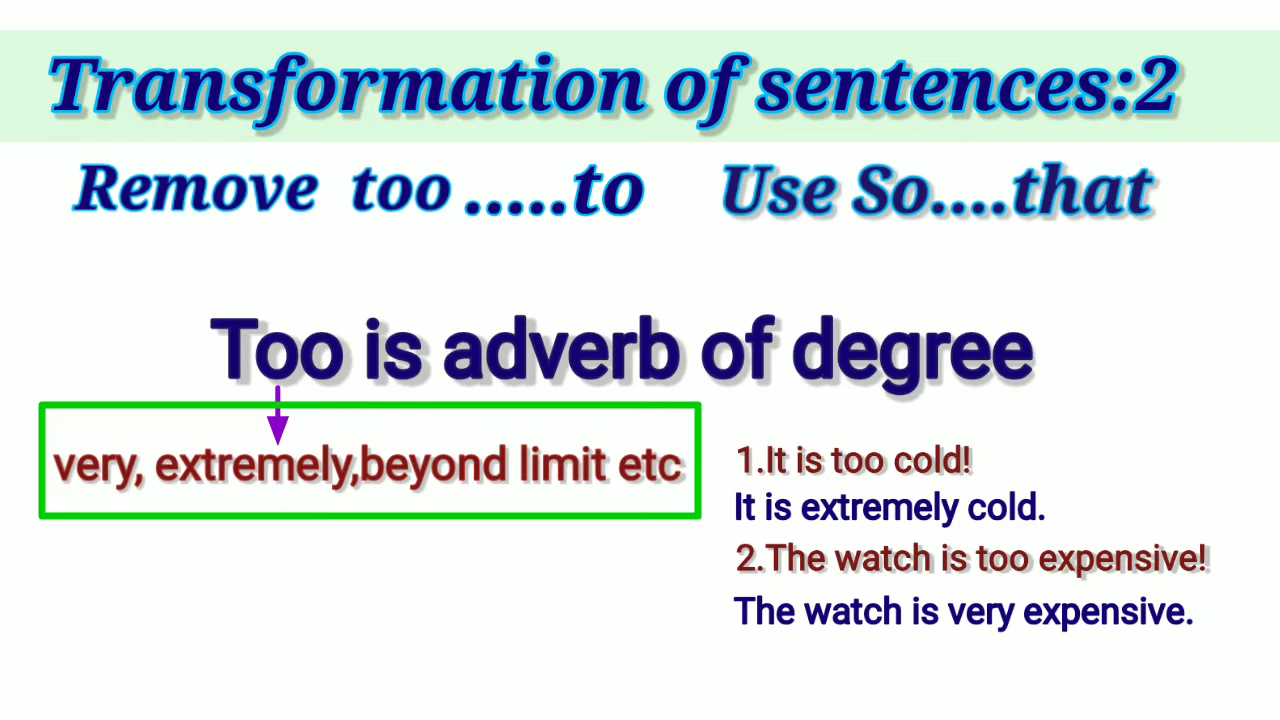 Transformation of sentences:2
Remove too .....to Use So....that
Too is adverb of degree
very, extremely,beyond limit etc
1.It is too cold!
It is extremely cold.
2.The watch is too expensive!
The watch is very expensive.